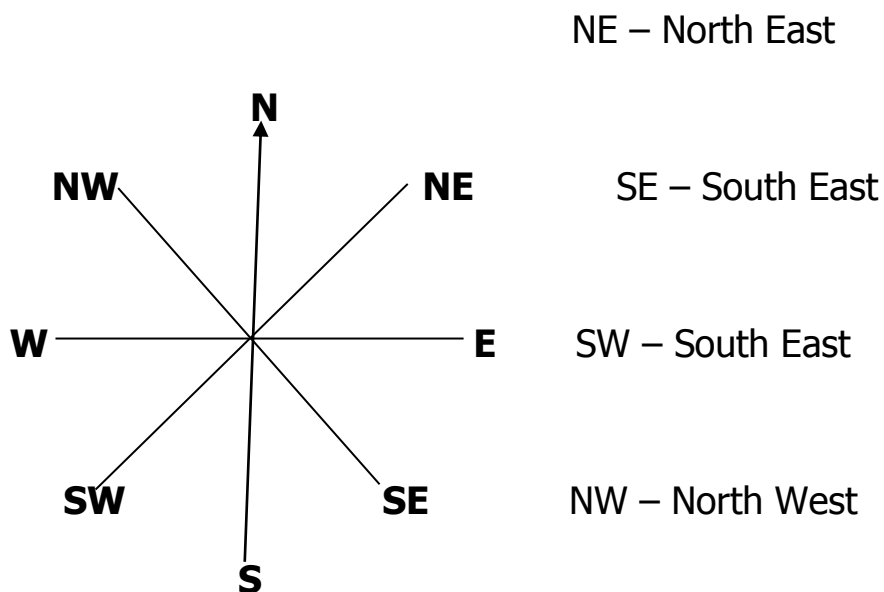 NE – North East
N
NW
NE
SE – South East
W
E
SW – South East
SW
SE
NW – North West
S